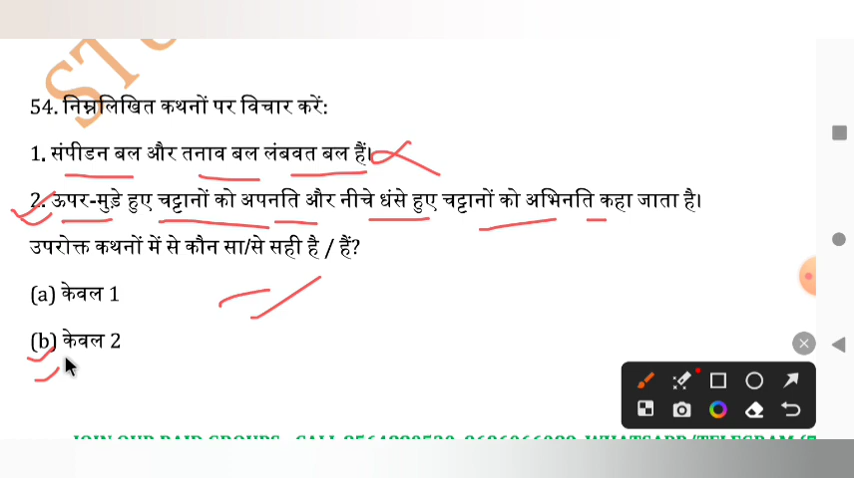 54. निम्नलिखित कथनों पर विचार करें:
1. संपीडन बल और तनाव बल लंबवत बल हैं।
2. ऊपर-मुड़े हुए चट्टानों को अपनति और नीचे धंसे हुए चट्टानों को अभिनति कहा जाता है।
उपरोक्त कथनों में से कौन सा/से सही है / हैं?
(a) केवल 1
(b) केवल 2